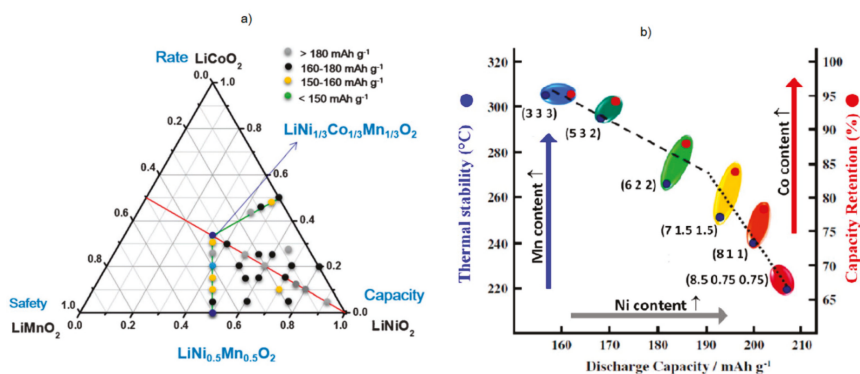 a)
Rate LiCoO2
0.0 1.0
> 180 mAh g-1
160-180 mAh g-1
150-160 mAh g-1
< 150 mAh g-1
LiNi1/3Co1/3Mn1/3O2
0.2 0.8
0.4 0.6
0.6 0.4
0.8 0.2
Safety 1.0 0.0 Capacity
LiMnO2 0.0 0.2 0.4 0.6 0.8 1.0 LiNiO2
LiNi0.5Mn0.5O2
b)
Thermal stability (°C)
320
300
280
260
240
220
Mn content ↑
(3 3 3)
(5 3 2)
(6 2 2)
(7 1.5 1.5)
(8 1 1)
(8.5 0.75 0.75)
Ni content ↑
Co content ↑
100
95
90
85
80
75
70
65
Capacity Retention (%)
160 170 180 190 200 210
Discharge Capacity / mAh g-1